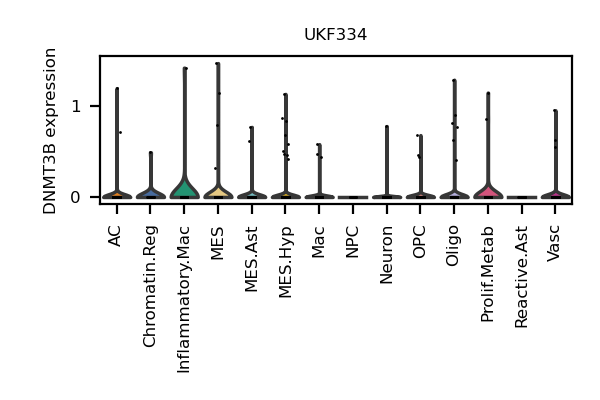 UKF334
DNMT3B expression
1
0
AC
Chromatin.Reg
Inflammatory.Mac
MES
MES.Ast
MES.Hyp
Mac
NPC
Neuron
OPC
Oligo
Prolif.Metab
Reactive.Ast
Vasc